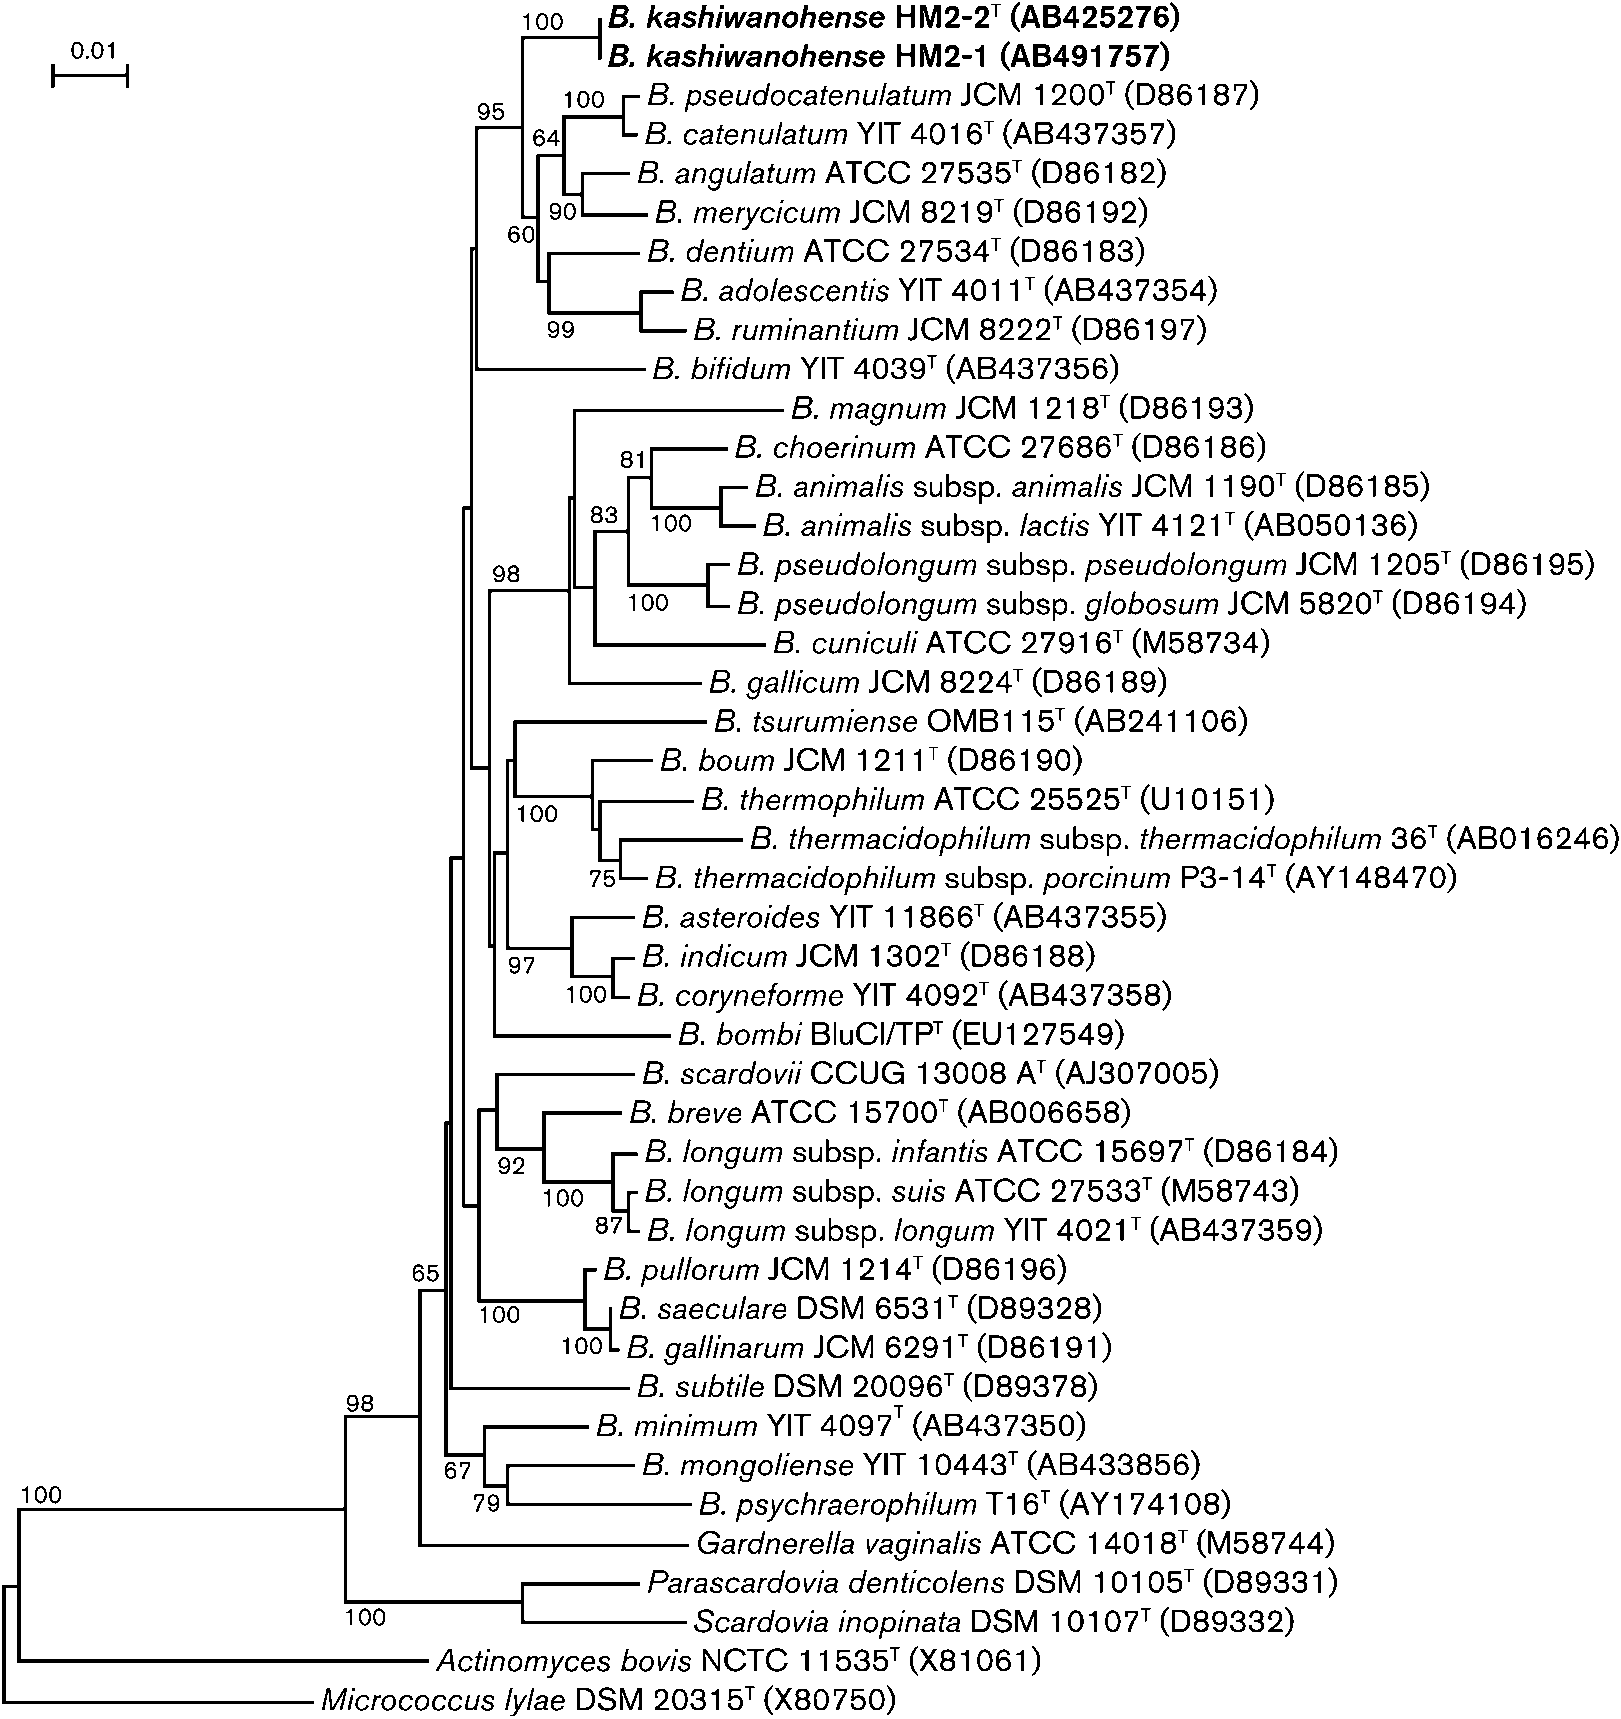 100
B. kashiwanohense HM2-2ᵀ (AB425276)
0.01
B. kashiwanohense HM2-1 (AB491757)
100
B. pseudocatenulatum JCM 1200ᵀ (D86187)
95
B. catenulatum YIT 4016ᵀ (AB437357)
64
B. angulatum ATCC 27535ᵀ (D86182)
90
B. merycicum JCM 8219ᵀ (D86192)
60
B. dentium ATCC 27534ᵀ (D86183)
B. adolescentis YIT 4011ᵀ (AB437354)
99
B. ruminantium JCM 8222ᵀ (D86197)
B. bifidum YIT 4039ᵀ (AB437356)
B. magnum JCM 1218ᵀ (D86193)
81
B. choerinum ATCC 27686ᵀ (D86186)
B. animalis subsp. animalis JCM 1190ᵀ (D86185)
83
100
B. animalis subsp. lactis YIT 4121ᵀ (AB050136)
98
B. pseudolongum subsp. pseudolongum JCM 1205ᵀ (D86195)
100
B. pseudolongum subsp. globosum JCM 5820ᵀ (D86194)
B. cuniculi ATCC 27916ᵀ (M58734)
B. gallicum JCM 8224ᵀ (D86189)
B. tsurumiense OMB115ᵀ (AB241106)
B. boum JCM 1211ᵀ (D86190)
100
B. thermophilum ATCC 25525ᵀ (U10151)
B. thermacidophilum subsp. thermacidophilum 36ᵀ (AB016246)
75
B. thermacidophilum subsp. porcinum P3-14ᵀ (AY148470)
B. asteroides YIT 11866ᵀ (AB437355)
97
B. indicum JCM 1302ᵀ (D86188)
100
B. coryneforme YIT 4092ᵀ (AB437358)
B. bombi BluCI/TPᵀ (EU127549)
B. scardovii CCUG 13008 Aᵀ (AJ307005)
B. breve ATCC 15700ᵀ (AB006658)
92
B. longum subsp. infantis ATCC 15697ᵀ (D86184)
100
B. longum subsp. suis ATCC 27533ᵀ (M58743)
87
B. longum subsp. longum YIT 4021ᵀ (AB437359)
65
B. pullorum JCM 1214ᵀ (D86196)
100
B. saeculare DSM 6531ᵀ (D89328)
100
B. gallinarum JCM 6291ᵀ (D86191)
B. subtile DSM 20096ᵀ (D89378)
98
B. minimum YIT 4097ᵀ (AB437350)
67
B. mongoliense YIT 10443ᵀ (AB433856)
100
79
B. psychraerophilum T16ᵀ (AY174108)
Gardnerella vaginalis ATCC 14018ᵀ (M58744)
Parascardovia denticolens DSM 10105ᵀ (D89331)
100
Scardovia inopinata DSM 10107ᵀ (D89332)
Actinomyces bovis NCTC 11535ᵀ (X81061)
Micrococcus lylae DSM 20315ᵀ (X80750)